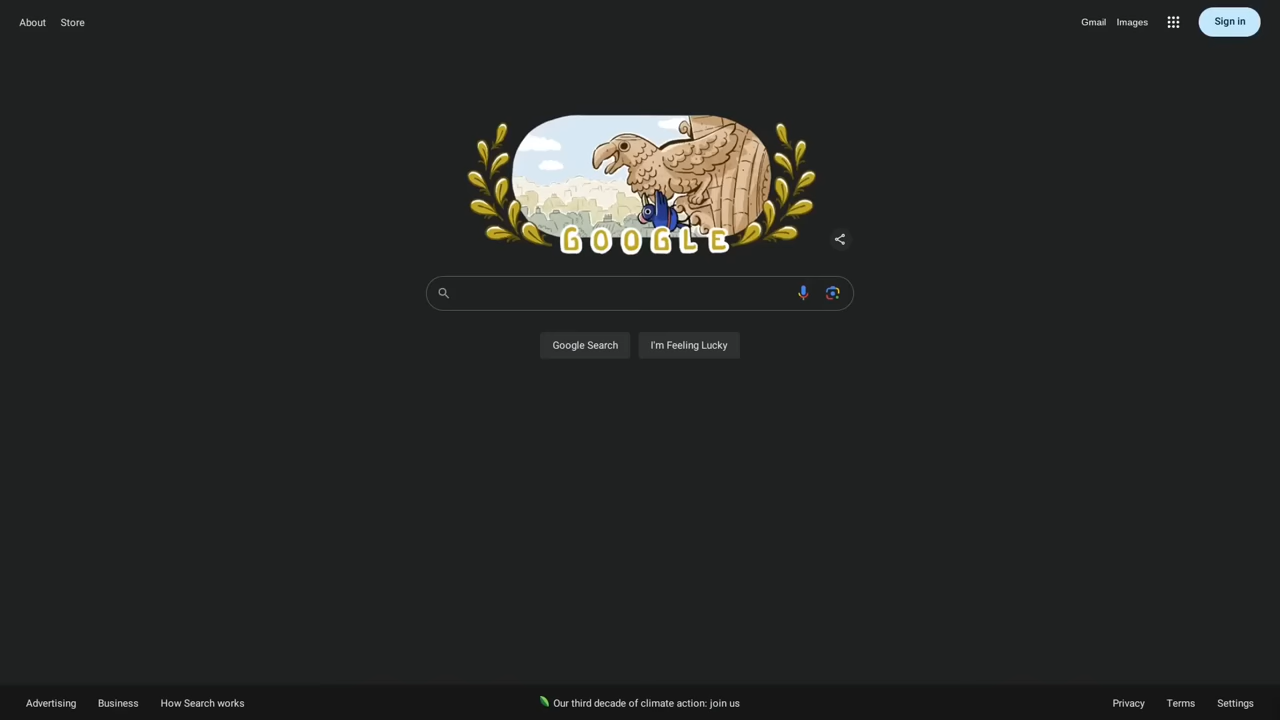 About Store
Gmail Images Sign in
GOOGLE
Google Search I'm Feeling Lucky
Advertising Business How Search works Our third decade of climate action: join us Privacy Terms Settings